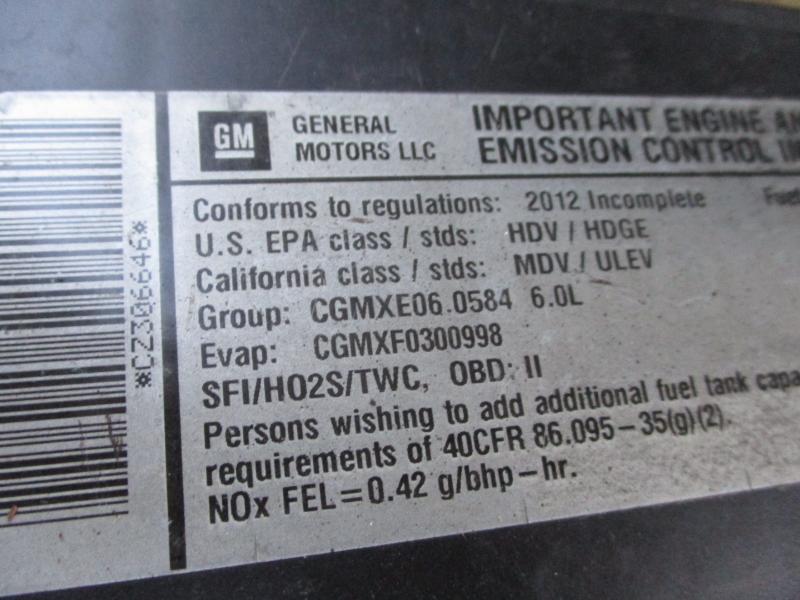 *CZ306646*
GM
GENERAL
MOTORS LLC
IMPORTANT ENGINE
EMISSION CONTROL
Conforms to regulations: 2012 Incomplete
U.S. EPA class / stds: HDV / HDGE
California class / stds: MDV / ULEV
Group: CGMXE06.0584 6.0L
Evap: CGMXF0300998
SFI/HO2S/TWC, OBD: II
Persons wishing to add additional fuel tank
requirements of 40CFR 86.095-35(g)(2).
NOx FEL=0.42 g/bhp-hr.